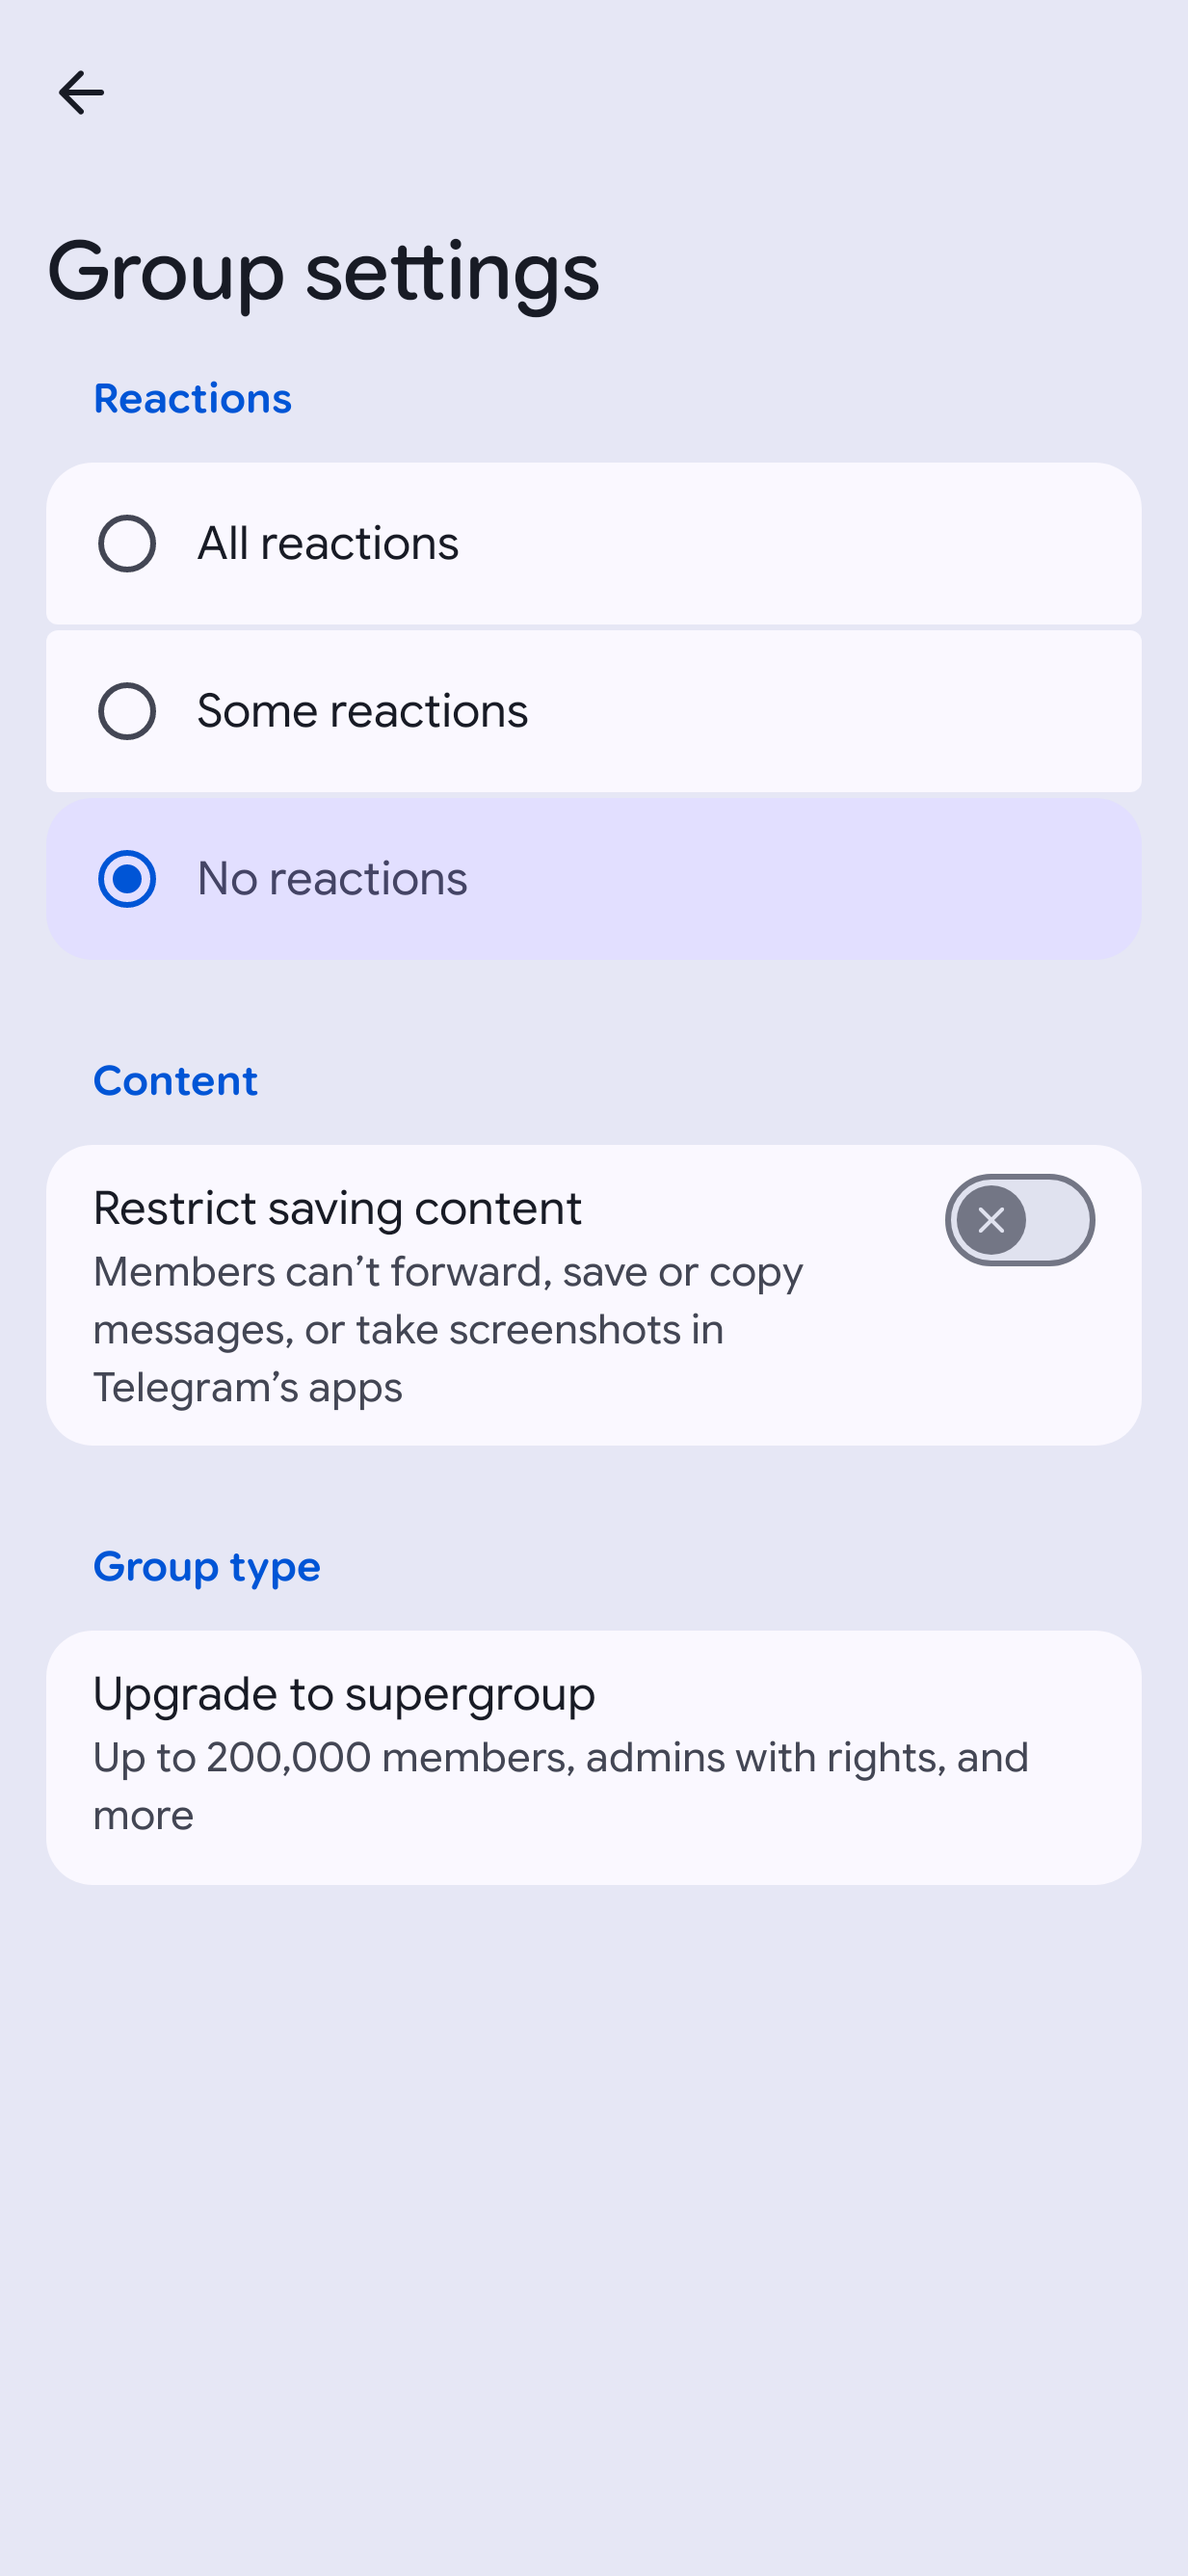 Group settings
Reactions
All reactions
Some reactions
No reactions
Content
Restrict saving content
Members can’t forward, save or copy
messages, or take screenshots in
Telegram’s apps
Group type
Upgrade to supergroup
Up to 200,000 members, admins with rights, and
more